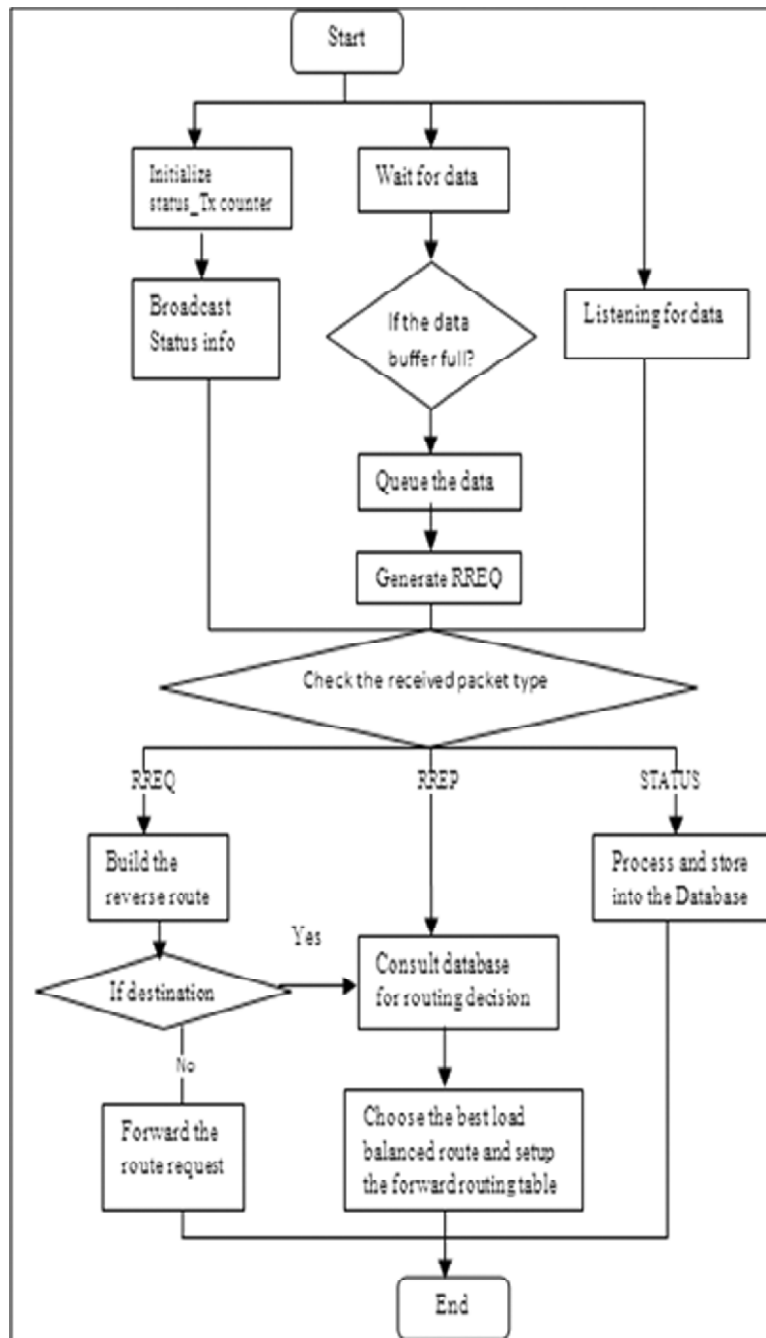 Start
Initialize
status_Tx counter
Wait for data
Broadcast
Status info
If the data
buffer full?
Listening for data
Queue the data
Generate RREQ
Check the received packet type
RREQ
RREP
STATUS
Build the
reverse route
Process and store
into the Database
Yes
If destination
Consult database
for routing decision
No
Forward the
route request
Choose the best load
balanced route and setup
the forward routing table
End